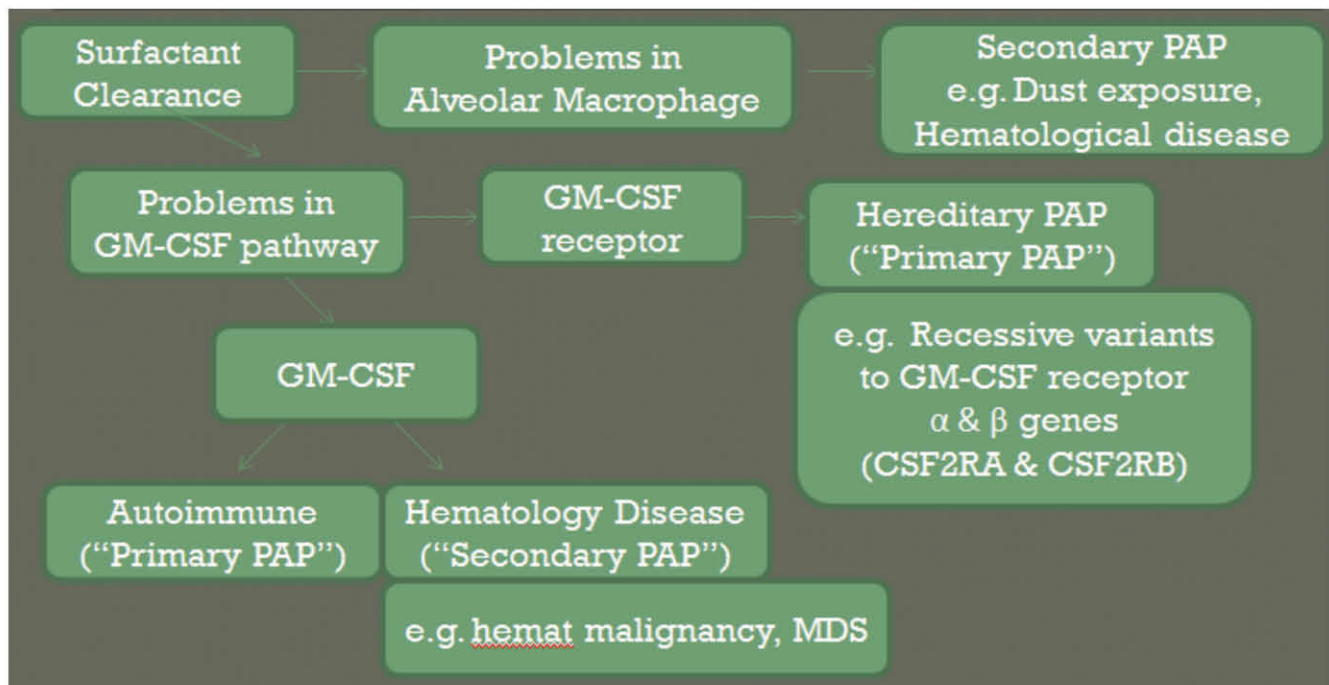 Surfactant
Clearance
Problems in
Alveolar Macrophage
Secondary PAP
e.g. Dust exposure,
Hematological disease
Problems in
GM-CSF pathway
GM-CSF
receptor
Hereditary PAP
(“Primary PAP”)
e.g. Recessive variants
to GM-CSF receptor
α & β genes
(CSF2RA & CSF2RB)
GM-CSF
Autoimmune
(“Primary PAP”)
Hematology Disease
(“Secondary PAP”)
e.g. hemat malignancy, MDS